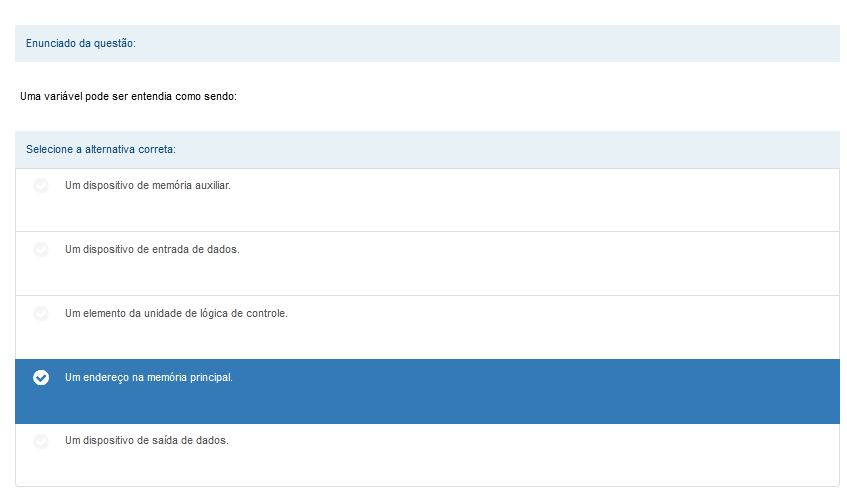 Enunciado da questão:
Uma variável pode ser entendia como sendo:
Selecione a alternativa correta:
Um dispositivo de memória auxiliar.
Um dispositivo de entrada de dados.
Um elemento da unidade de lógica de controle.
Um endereço na memória principal.
Um dispositivo de saída de dados.